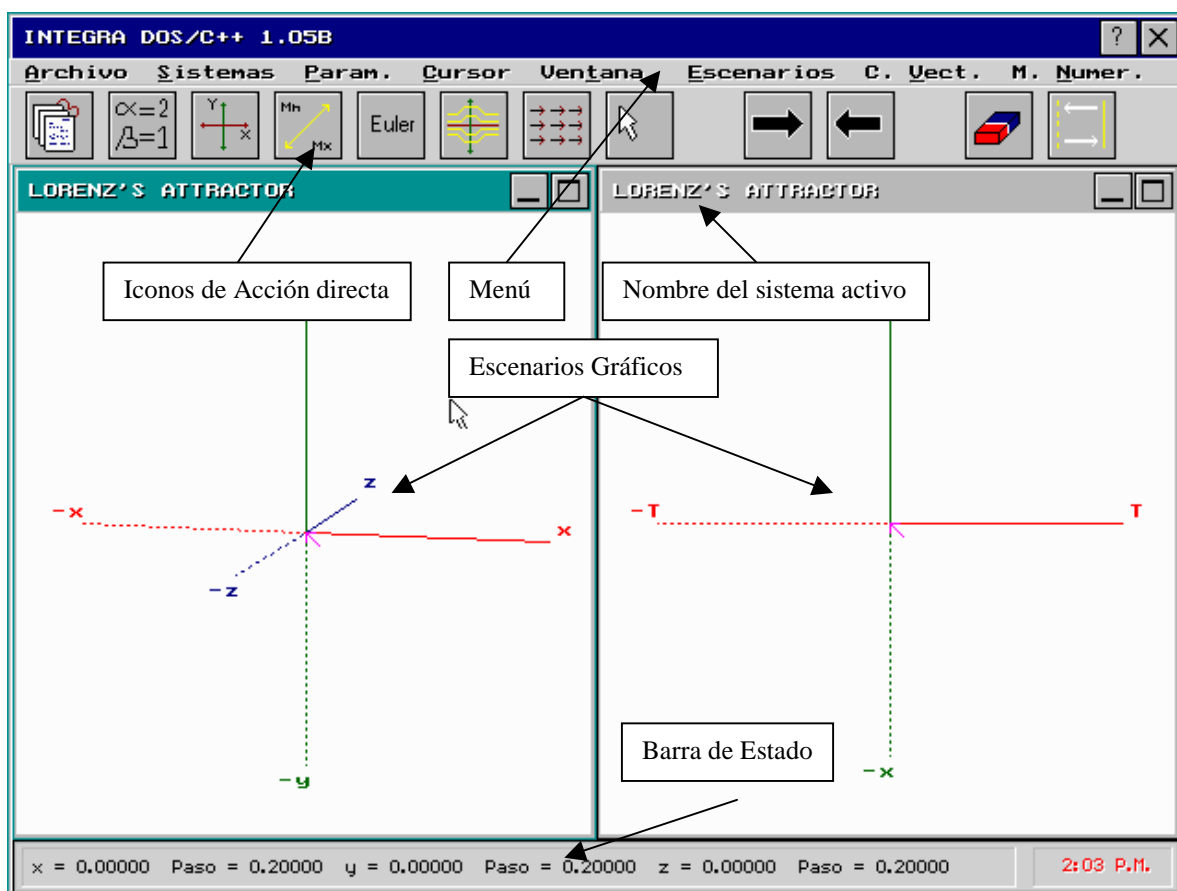 INTEGRA DOS/C++ 1.05B
?
Archivo Sistemas Param. Cursor Ventana Escenarios C. Vect. M. Numer.
α=2
β=1
Y
X
Mn
Mx
Euler
LORENZ'S ATTRACTOR
LORENZ'S ATTRACTOR
Iconos de Acción directa
Menú
Nombre del sistema activo
Escenarios Gráficos
z
-x
x
-z
-y
-T
T
-x
Barra de Estado
x = 0.00000 Paso = 0.20000 y = 0.00000 Paso = 0.20000 z = 0.00000 Paso = 0.20000
2:03 P.M.